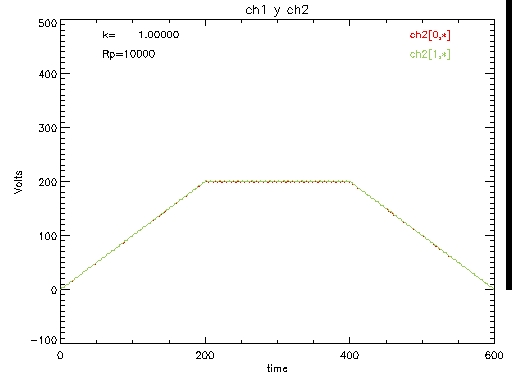 ch1 y ch2
k= 1.00000
ch2[0,*]
Rp=10000
ch2[1,*]
500
400
300
200
100
0
-100
Volts
0 200 400 600
time